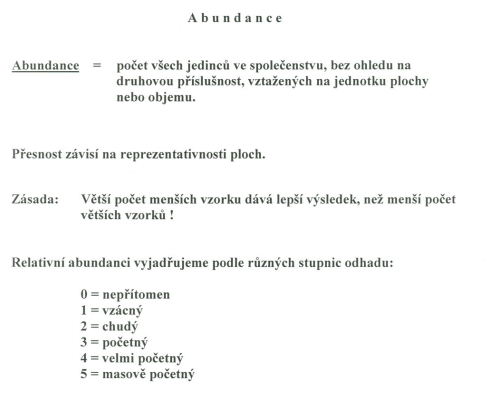 A b u n d a n c e
Abundance = počet všech jedinců ve společenstvu, bez ohledu na
druhovou příslušnost, vztažených na jednotku plochy
nebo objemu.
Přesnost závisí na reprezentativnosti ploch.
Zásada: Větší počet menších vzorku dává lepší výsledek, než menší počet
větších vzorků !
Relativní abundanci vyjadřujeme podle různých stupnic odhadu:
0 = nepřítomen
1 = vzácný
2 = chudý
3 = početný
4 = velmi početný
5 = masově početný